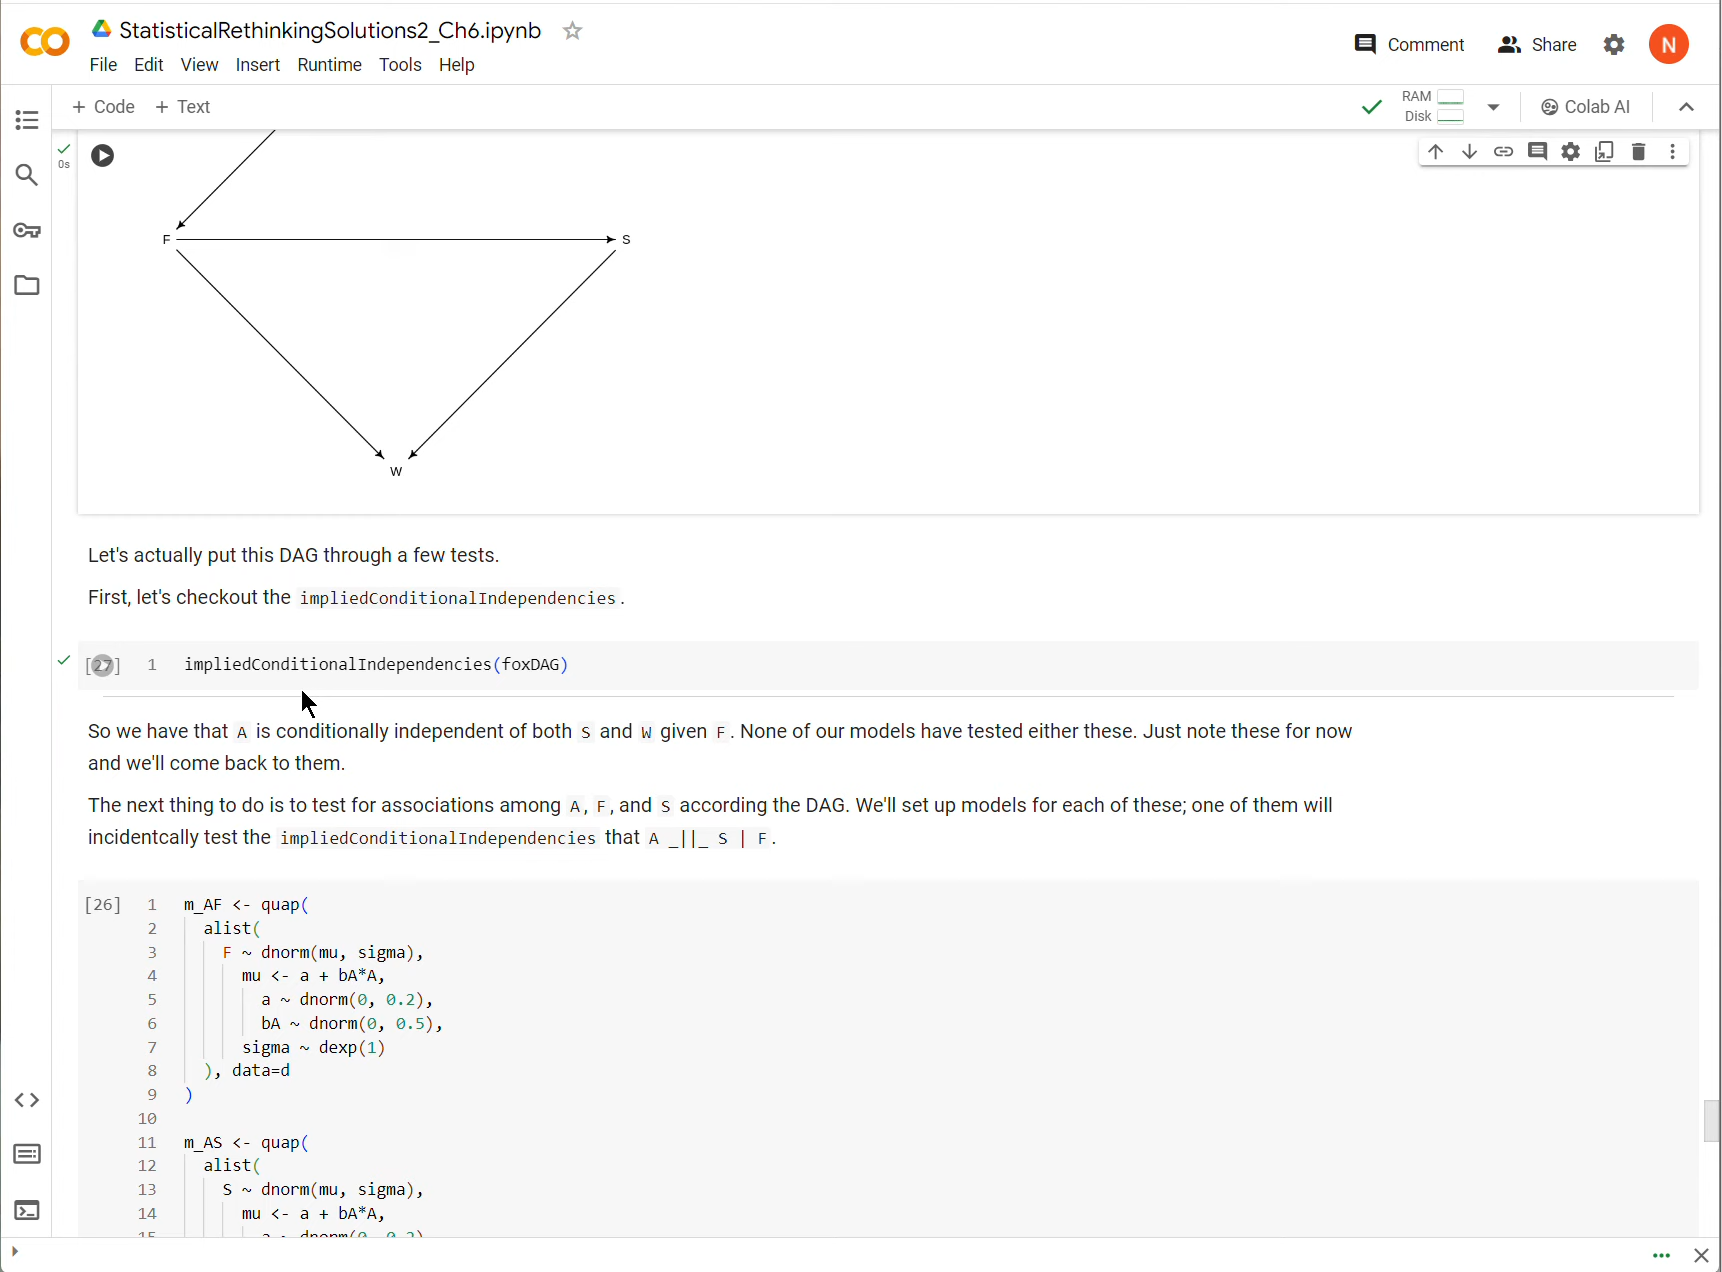 StatisticalRethinkingSolutions2_Ch6.ipynb
File Edit View Insert Runtime Tools Help
Comment
Share
N
+ Code + Text
RAM
Disk
Colab AI
0s
F
S
W
Let's actually put this DAG through a few tests.
First, let's checkout the impliedConditionalIndependencies.
[27] 1 impliedConditionalIndependencies(foxDAG)
So we have that A is conditionally independent of both S and W given F. None of our models have tested either these. Just note these for now
and we'll come back to them.
The next thing to do is to test for associations among A, F, and S according the DAG. We'll set up models for each of these; one of them will
incidentcally test the impliedConditionalIndependencies that A _||_ S | F.
[26] 1 m_AF <- quap(
2 alist(
3 F ~ dnorm(mu, sigma),
4 mu <- a + bA*A,
5 a ~ dnorm(0, 0.2),
6 bA ~ dnorm(0, 0.5),
7 sigma ~ dexp(1)
8 ), data=d
9 )
10
11 m_AS <- quap(
12 alist(
13 S ~ dnorm(mu, sigma),
14 mu <- a + bA*A,
15 a ~ dnorm(0, 0.2)